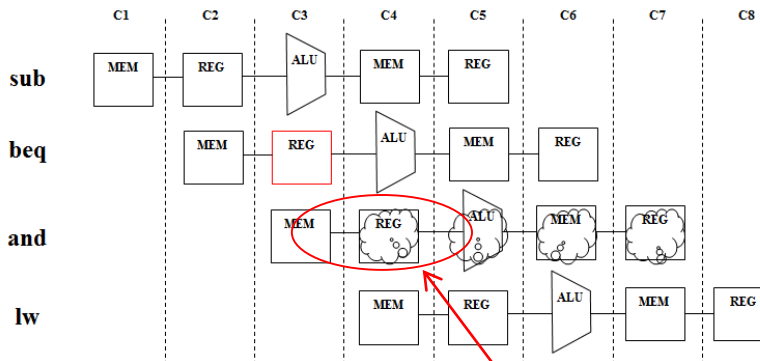 C1 C2 C3 C4 C5 C6 C7 C8
sub MEM REG ALU MEM REG
beq MEM REG ALU MEM REG
and MEM REG ALU MEM REG
lw MEM REG ALU MEM REG